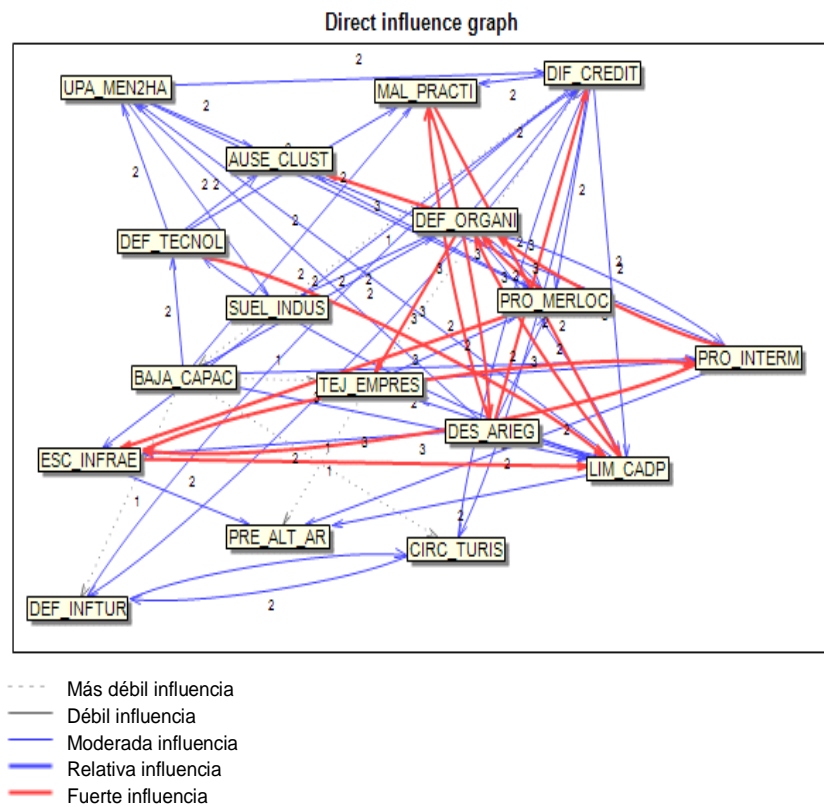 Direct influence graph
DIF_CREDIT
UPA_MEN2HA
MAL_PRACTI
AUSE_CLUST
DEF_ORGANI
DEF_TECNOL
SUEL_INDUS
PRO_MERLOC
PRO_INTERM
BAJA_CAPAC
TEJ_EMPRES
DES_ARIEG
ESC_INFRAE
LIM_CADP
PRE_ALT_AR
CIRC_TURIS
DEF_INFTUR
Más débil influencia
Débil influencia
Moderada influencia
Relativa influencia
Fuerte influencia